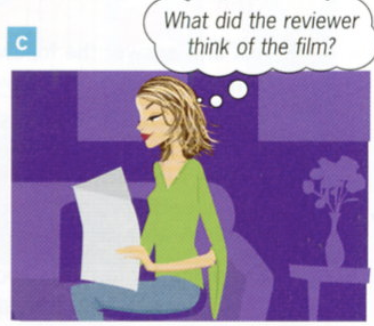 What did the reviewer
think of the film?
C